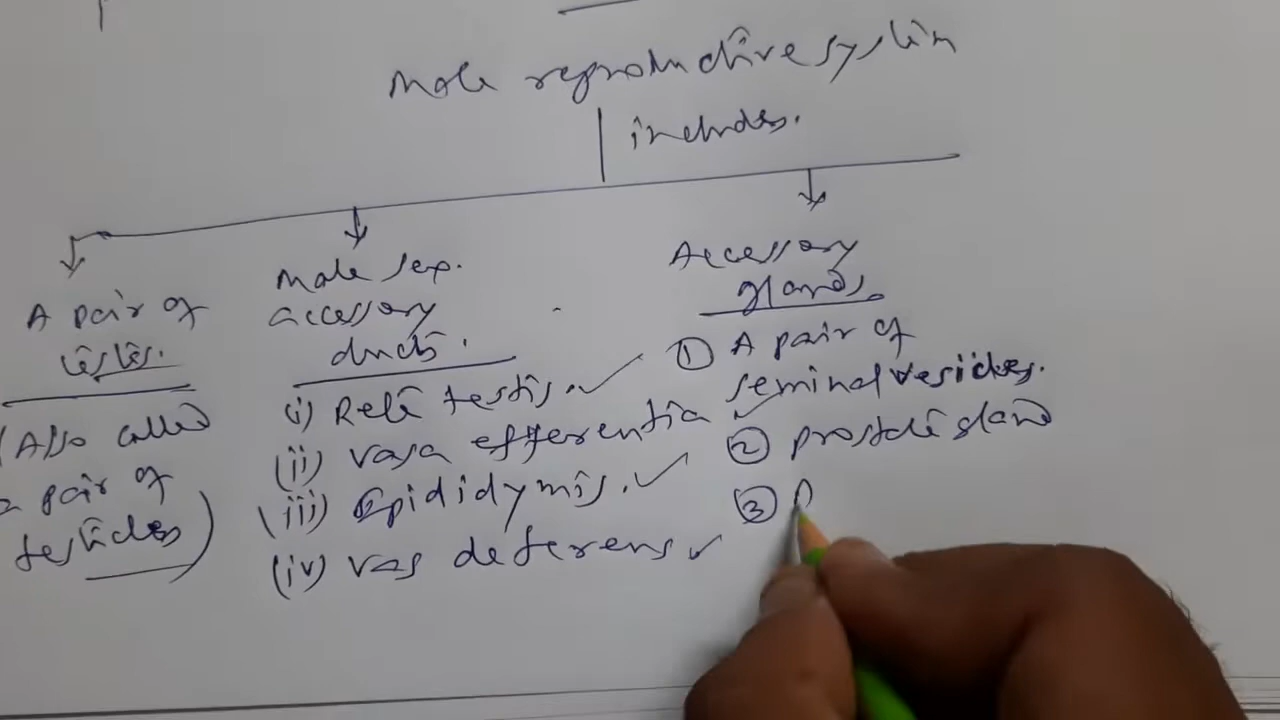 Male reproductive system
includes.
A pair of
testes.
(Also called
a pair of
testicles)
Male sex.
accessory
ducts.
(i) Rete testis.
(ii) vasa efferentia
(iii) Epididymis.
(iv) vas deferens
Accessory
glands.
① A pair of
seminal vesicles.
② prostate gland
③